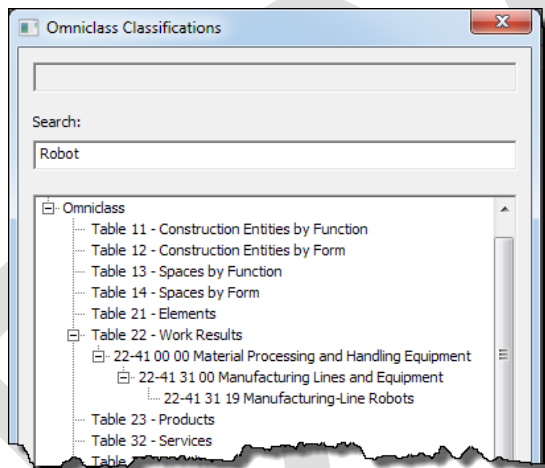 Omniclass Classifications
Search:
Robot
Omniclass
Table 11 - Construction Entities by Function
Table 12 - Construction Entities by Form
Table 13 - Spaces by Function
Table 14 - Spaces by Form
Table 21 - Elements
Table 22 - Work Results
22-41 00 00 Material Processing and Handling Equipment
22-41 31 00 Manufacturing Lines and Equipment
22-41 31 19 Manufacturing-Line Robots
Table 23 - Products
Table 32 - Services
Table